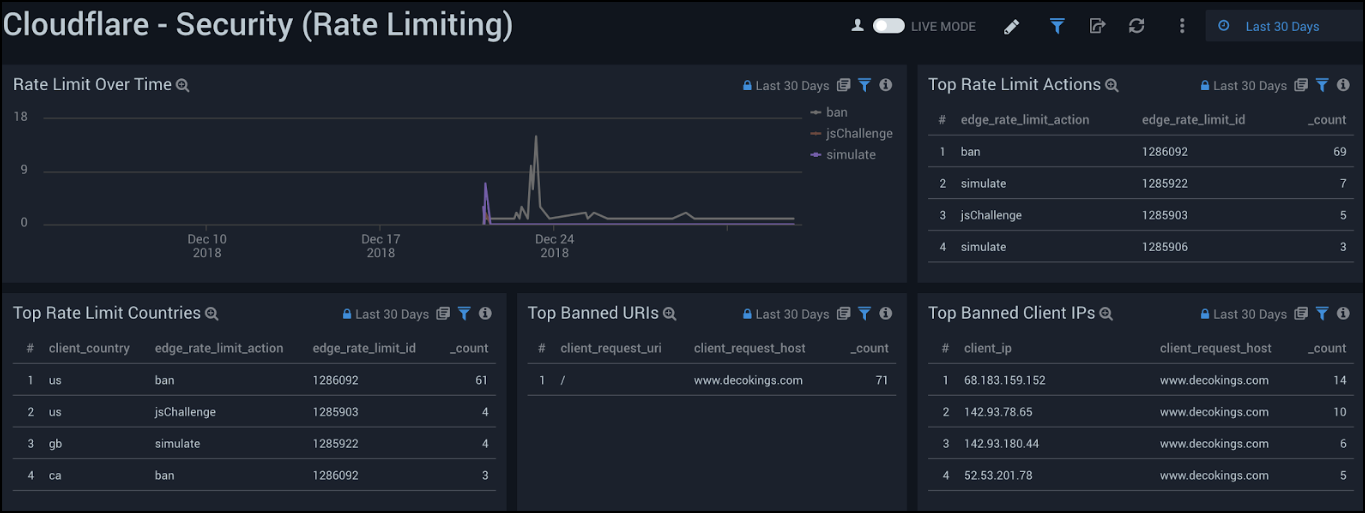 Cloudflare - Security (Rate Limiting)
LIVE MODE
Last 30 Days
Rate Limit Over Time
Last 30 Days
18
9
0
Dec 10
2018
Dec 17
2018
Dec 24
2018
ban
jsChallenge
simulate
Top Rate Limit Actions
Last 30 Days
# edge_rate_limit_action edge_rate_limit_id _count
1 ban 1286092 69
2 simulate 1285922 7
3 jsChallenge 1285903 5
4 simulate 1285906 3
Top Rate Limit Countries
Last 30 Days
# client_country edge_rate_limit_action edge_rate_limit_id _count
1 us ban 1286092 61
2 us jsChallenge 1285903 4
3 gb simulate 1285922 4
4 ca ban 1286092 3
Top Banned URIs
Last 30 Days
# client_request_uri client_request_host _count
1 / www.decokings.com 71
Top Banned Client IPs
Last 30 Days
# client_ip client_request_host _count
1 68.183.159.152 www.decokings.com 14
2 142.93.78.65 www.decokings.com 10
3 142.93.180.44 www.decokings.com 6
4 52.53.201.78 www.decokings.com 5